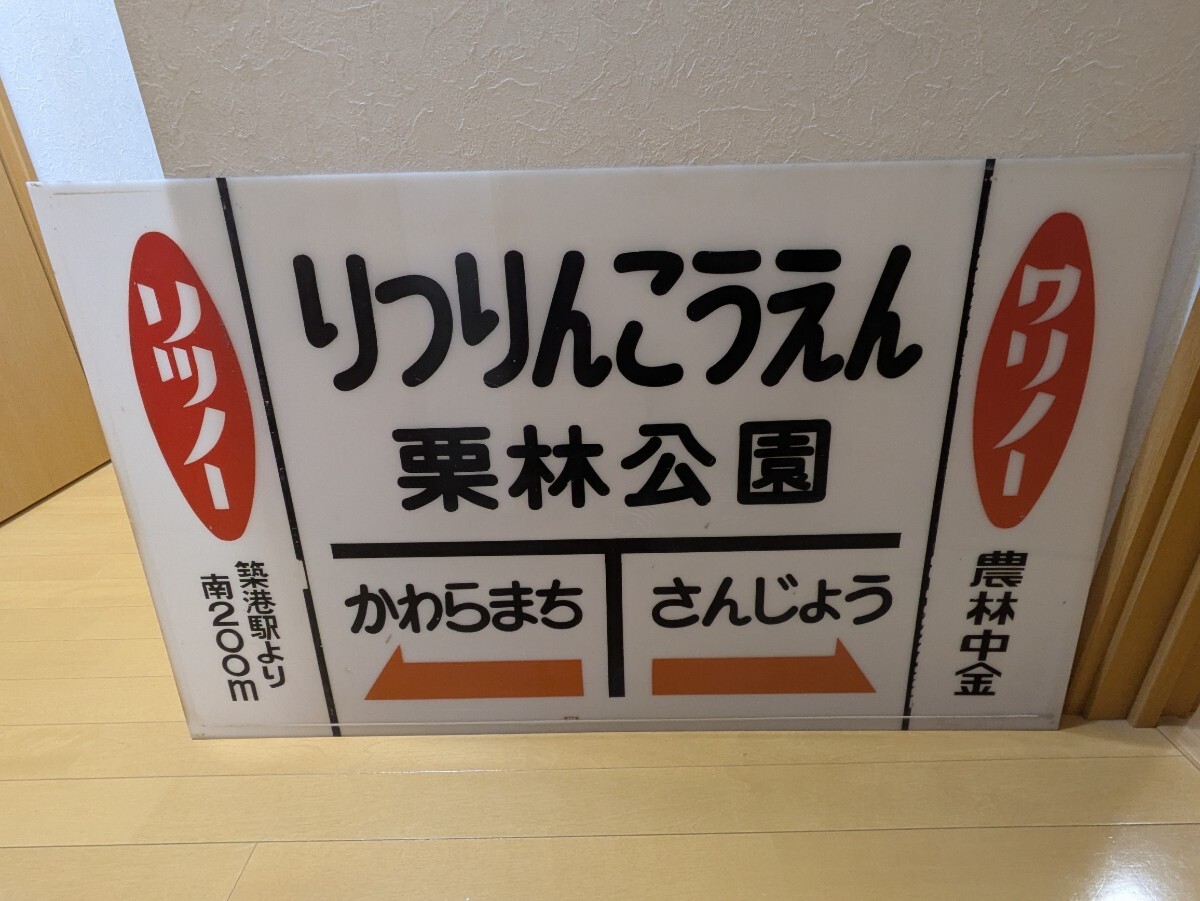 リツノー
築港駅より
南200m
りつりんこうえん
栗林公園
かわらまち
さんじょう
ワリノー
農林中金